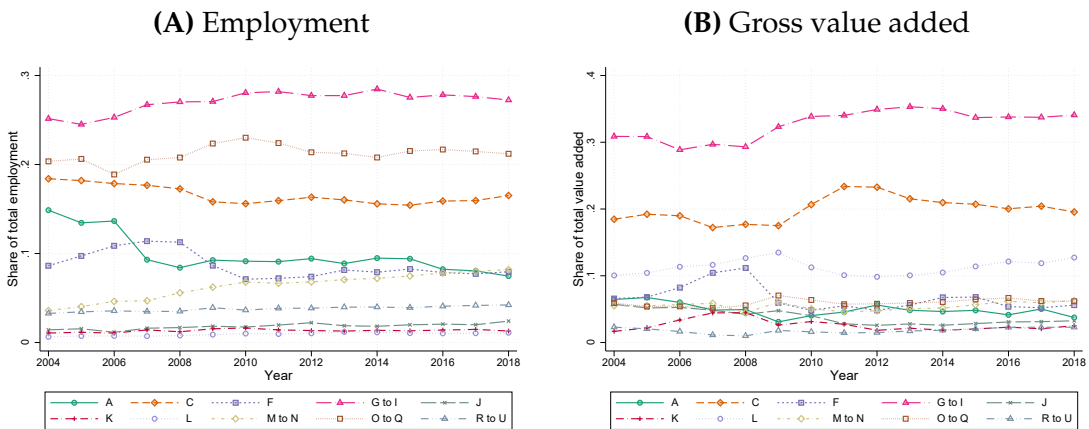 (A) Employment
.3
.2
.1
0
Share of total employment
2004 2006 2008 2010 2012 2014 2016 2018
Year
A C F G to I J
K L M to N O to Q R to U
(B) Gross value added
.4
.3
.2
.1
0
Share of total value added
2004 2006 2008 2010 2012 2014 2016 2018
Year
A C F G to I J
K L M to N O to Q R to U